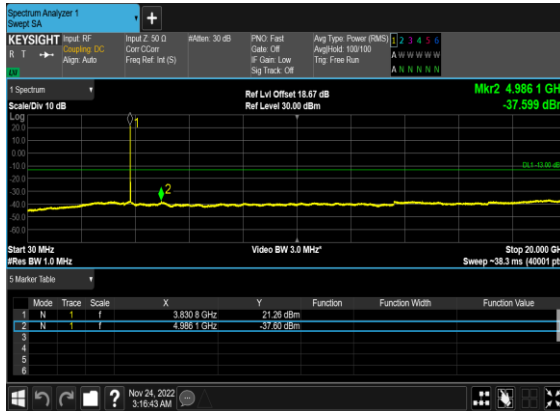 Spectrum Analyzer 1
Swept SA
+
KEYSIGHT Input: RF Input Z: 50 Ω #Atten: 30 dB PNO: Fast Avg Type: Power (RMS) 1 2 3 4 5 6
R T Coupling: DC Corr CCorr Gate: Off Avg|Hold: 100/100 A W W W W W
Align: Auto Freq Ref: Int (S) IF Gain: Low Trig: Free Run
Sig Track: Off A N N N N N
1 Spectrum Ref Lvl Offset 18.67 dB Mkr2 4.986 1 GH
Scale/Div 10 dB Ref Level 30.00 dBm -37.599 dB
Log
20.0
10.0
0.00
-10.0
-20.0
-30.0
-40.0
-50.0
-60.0
1
2
DL1 -13.00 dB
Start 30 MHz Video BW 3.0 MHz* Stop 20.000 GH
#Res BW 1.0 MHz Sweep ~38.3 ms (40001 pt
5 Marker Table
Mode Trace Scale X Y Function Function Width Function Value
1 N 1 f 3.830 8 GHz 21.26 dBm
2 N 1 f 4.986 1 GHz -37.60 dBm
3
4
5
6
? Nov 24, 2022
3:16:43 AM